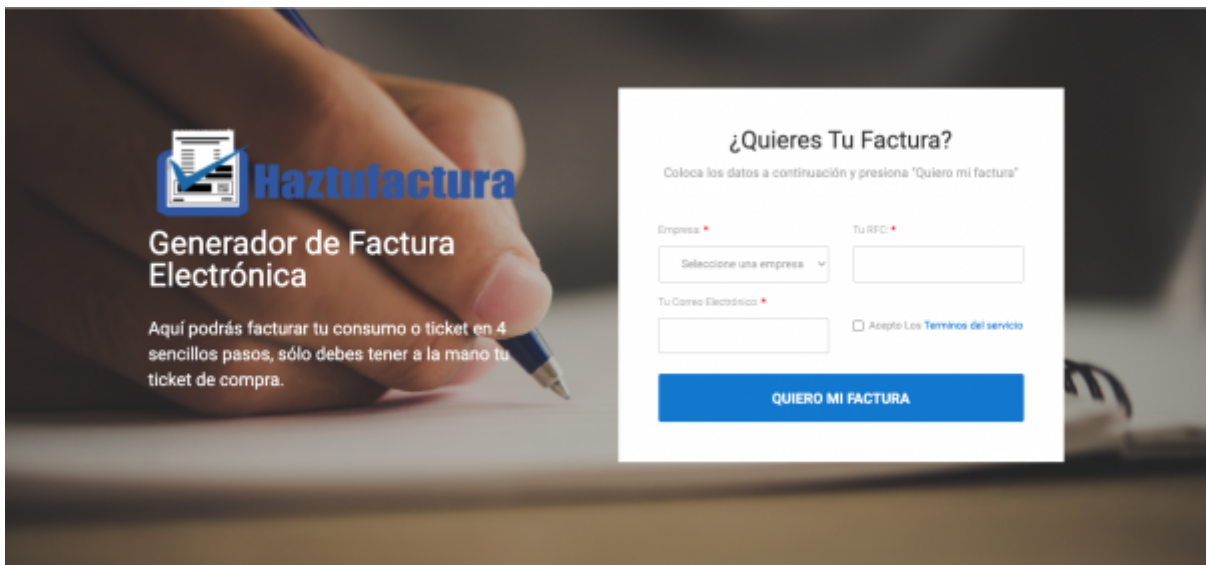 Haztufactura
Generador de Factura
Electrónica
Aquí podrás facturar tu consumo o ticket en 4
sencillos pasos, sólo debes tener a la mano tu
ticket de compra.
¿Quieres Tu Factura?
Coloca los datos a continuación y presiona "Quiero mi factura"
Empresa: * Tu RFC: *
Seleccione una empresa
Tu Correo Electrónico: *
Acepto Los Terminos del servicio
QUIERO MI FACTURA